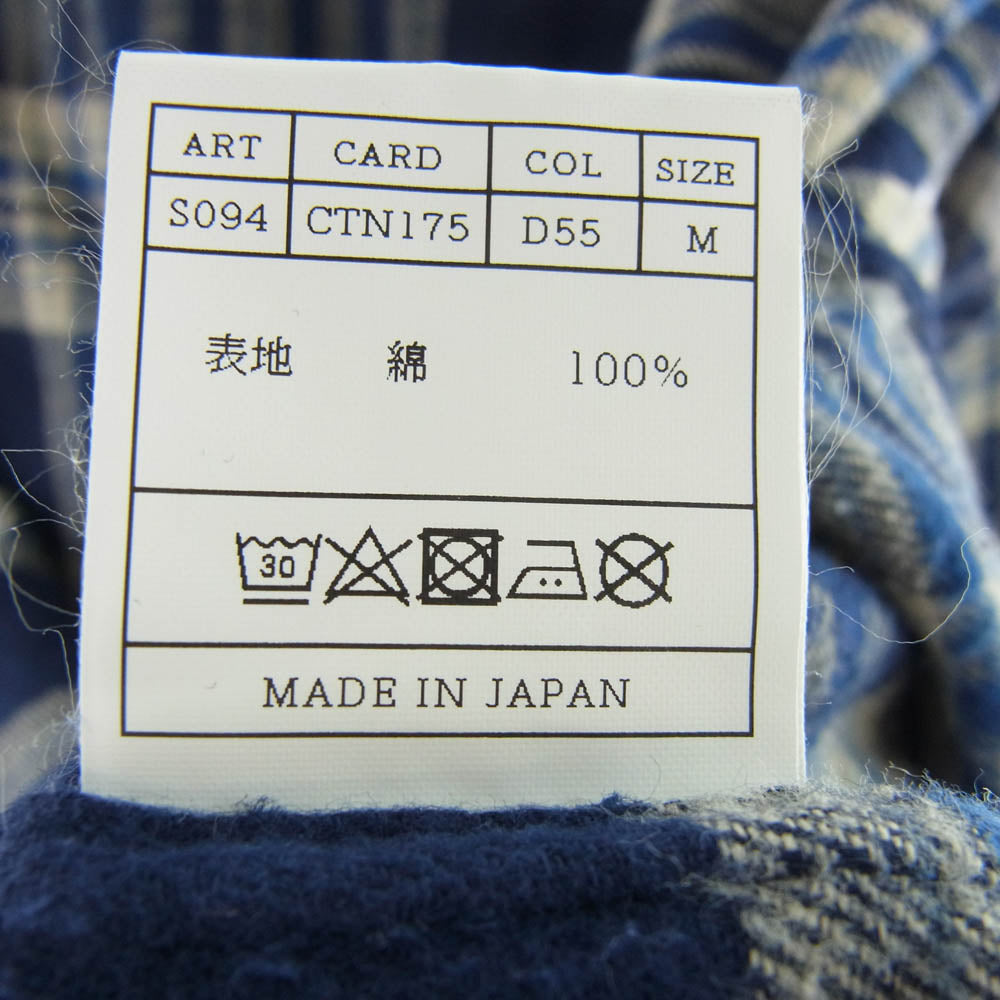 ART CARD COL SIZE
S094 CTN175 D55 M
表地 綿 100%
30
MADE IN JAPAN